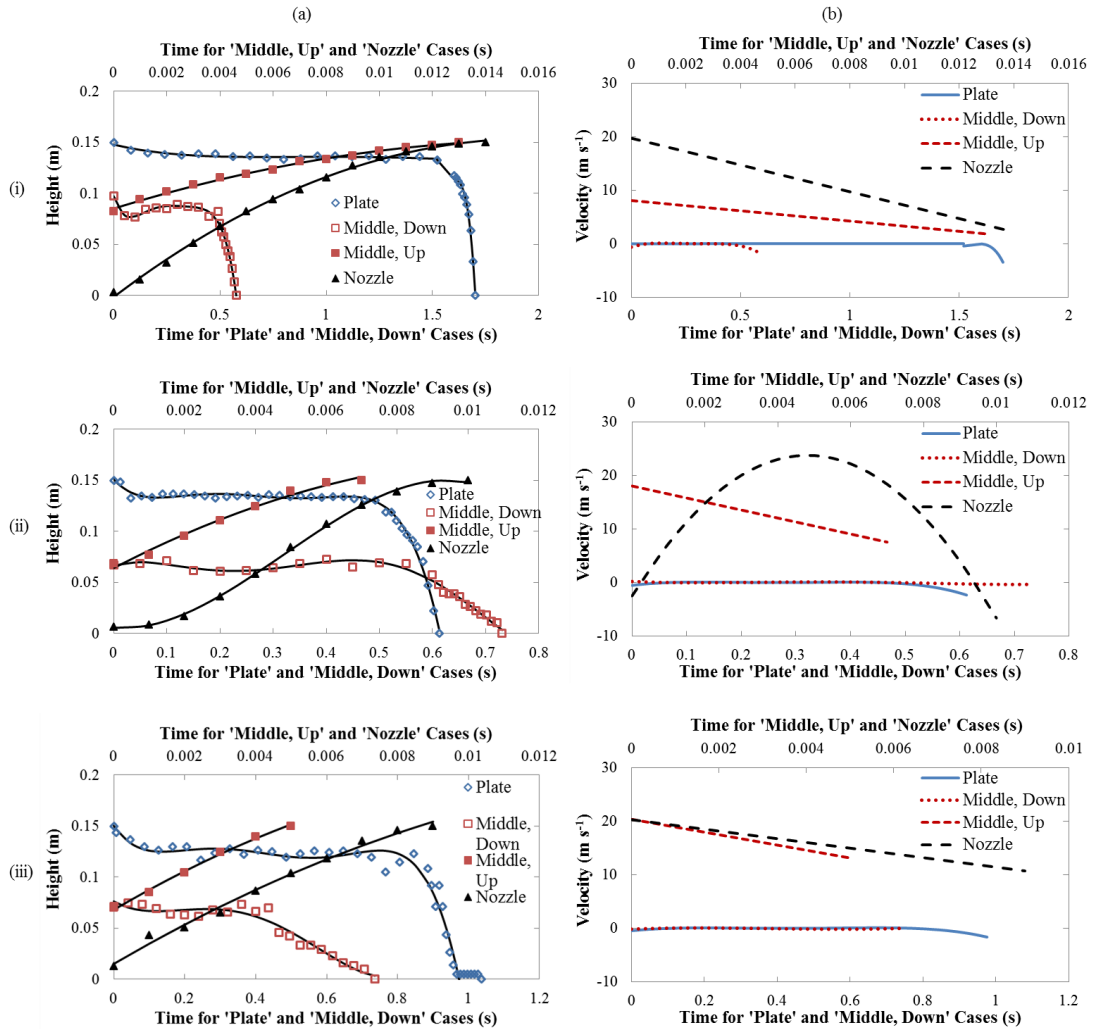 (a)
(b)
(i)
Time for 'Middle, Up' and 'Nozzle' Cases (s)
0 0.002 0.004 0.006 0.008 0.01 0.012 0.014 0.016
Height (m)
0.2
0.15
0.1
0.05
0
Plate
Middle, Down
Middle, Up
Nozzle
0 0.5 1 1.5 2
Time for 'Plate' and 'Middle, Down' Cases (s)
Time for 'Middle, Up' and 'Nozzle' Cases (s)
0 0.002 0.004 0.006 0.008 0.01 0.012 0.014 0.016
Velocity (m s⁻¹)
30
20
10
0
-10
Plate
Middle, Down
Middle, Up
Nozzle
0 0.5 1 1.5 2
Time for 'Plate' and 'Middle, Down' Cases (s)
(ii)
Time for 'Middle, Up' and 'Nozzle' Cases (s)
0 0.002 0.004 0.006 0.008 0.01 0.012
Height (m)
0.2
0.15
0.1
0.05
0
Plate
Middle, Down
Middle, Up
Nozzle
0 0.1 0.2 0.3 0.4 0.5 0.6 0.7 0.8
Time for 'Plate' and 'Middle, Down' Cases (s)
Time for 'Middle, Up' and 'Nozzle' Cases (s)
0 0.002 0.004 0.006 0.008 0.01 0.012
Velocity (m s⁻¹)
30
20
10
0
-10
Plate
Middle, Down
Middle, Up
Nozzle
0 0.1 0.2 0.3 0.4 0.5 0.6 0.7 0.8
Time for 'Plate' and 'Middle, Down' Cases (s)
(iii)
Time for 'Middle, Up' and 'Nozzle' Cases (s)
0 0.002 0.004 0.006 0.008 0.01 0.012
Height (m)
0.2
0.15
0.1
0.05
0
Plate
Middle,
Down
Middle,
Up
Nozzle
0 0.2 0.4 0.6 0.8 1 1.2
Time for 'Plate' and 'Middle, Down' Cases (s)
Time for 'Middle, Up' and 'Nozzle' Cases (s)
0 0.002 0.004 0.006 0.008 0.01
Velocity (m s⁻¹)
30
20
10
0
-10
Plate
Middle, Down
Middle, Up
Nozzle
0 0.2 0.4 0.6 0.8 1 1.2
Time for 'Plate' and 'Middle, Down' Cases (s)